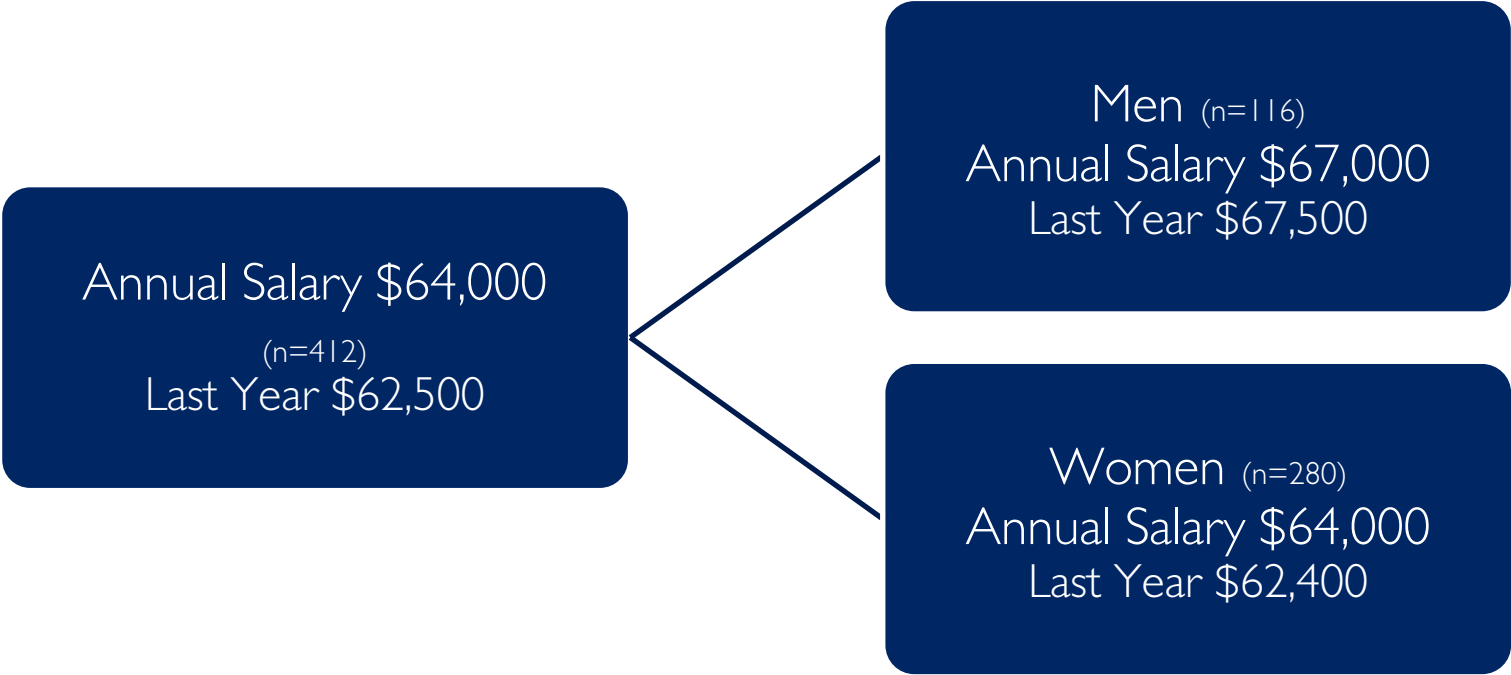 Annual Salary $64,000
(n=412)
Last Year $62,500
Men (n=116)
Annual Salary $67,000
Last Year $67,500
Women (n=280)
Annual Salary $64,000
Last Year $62,400